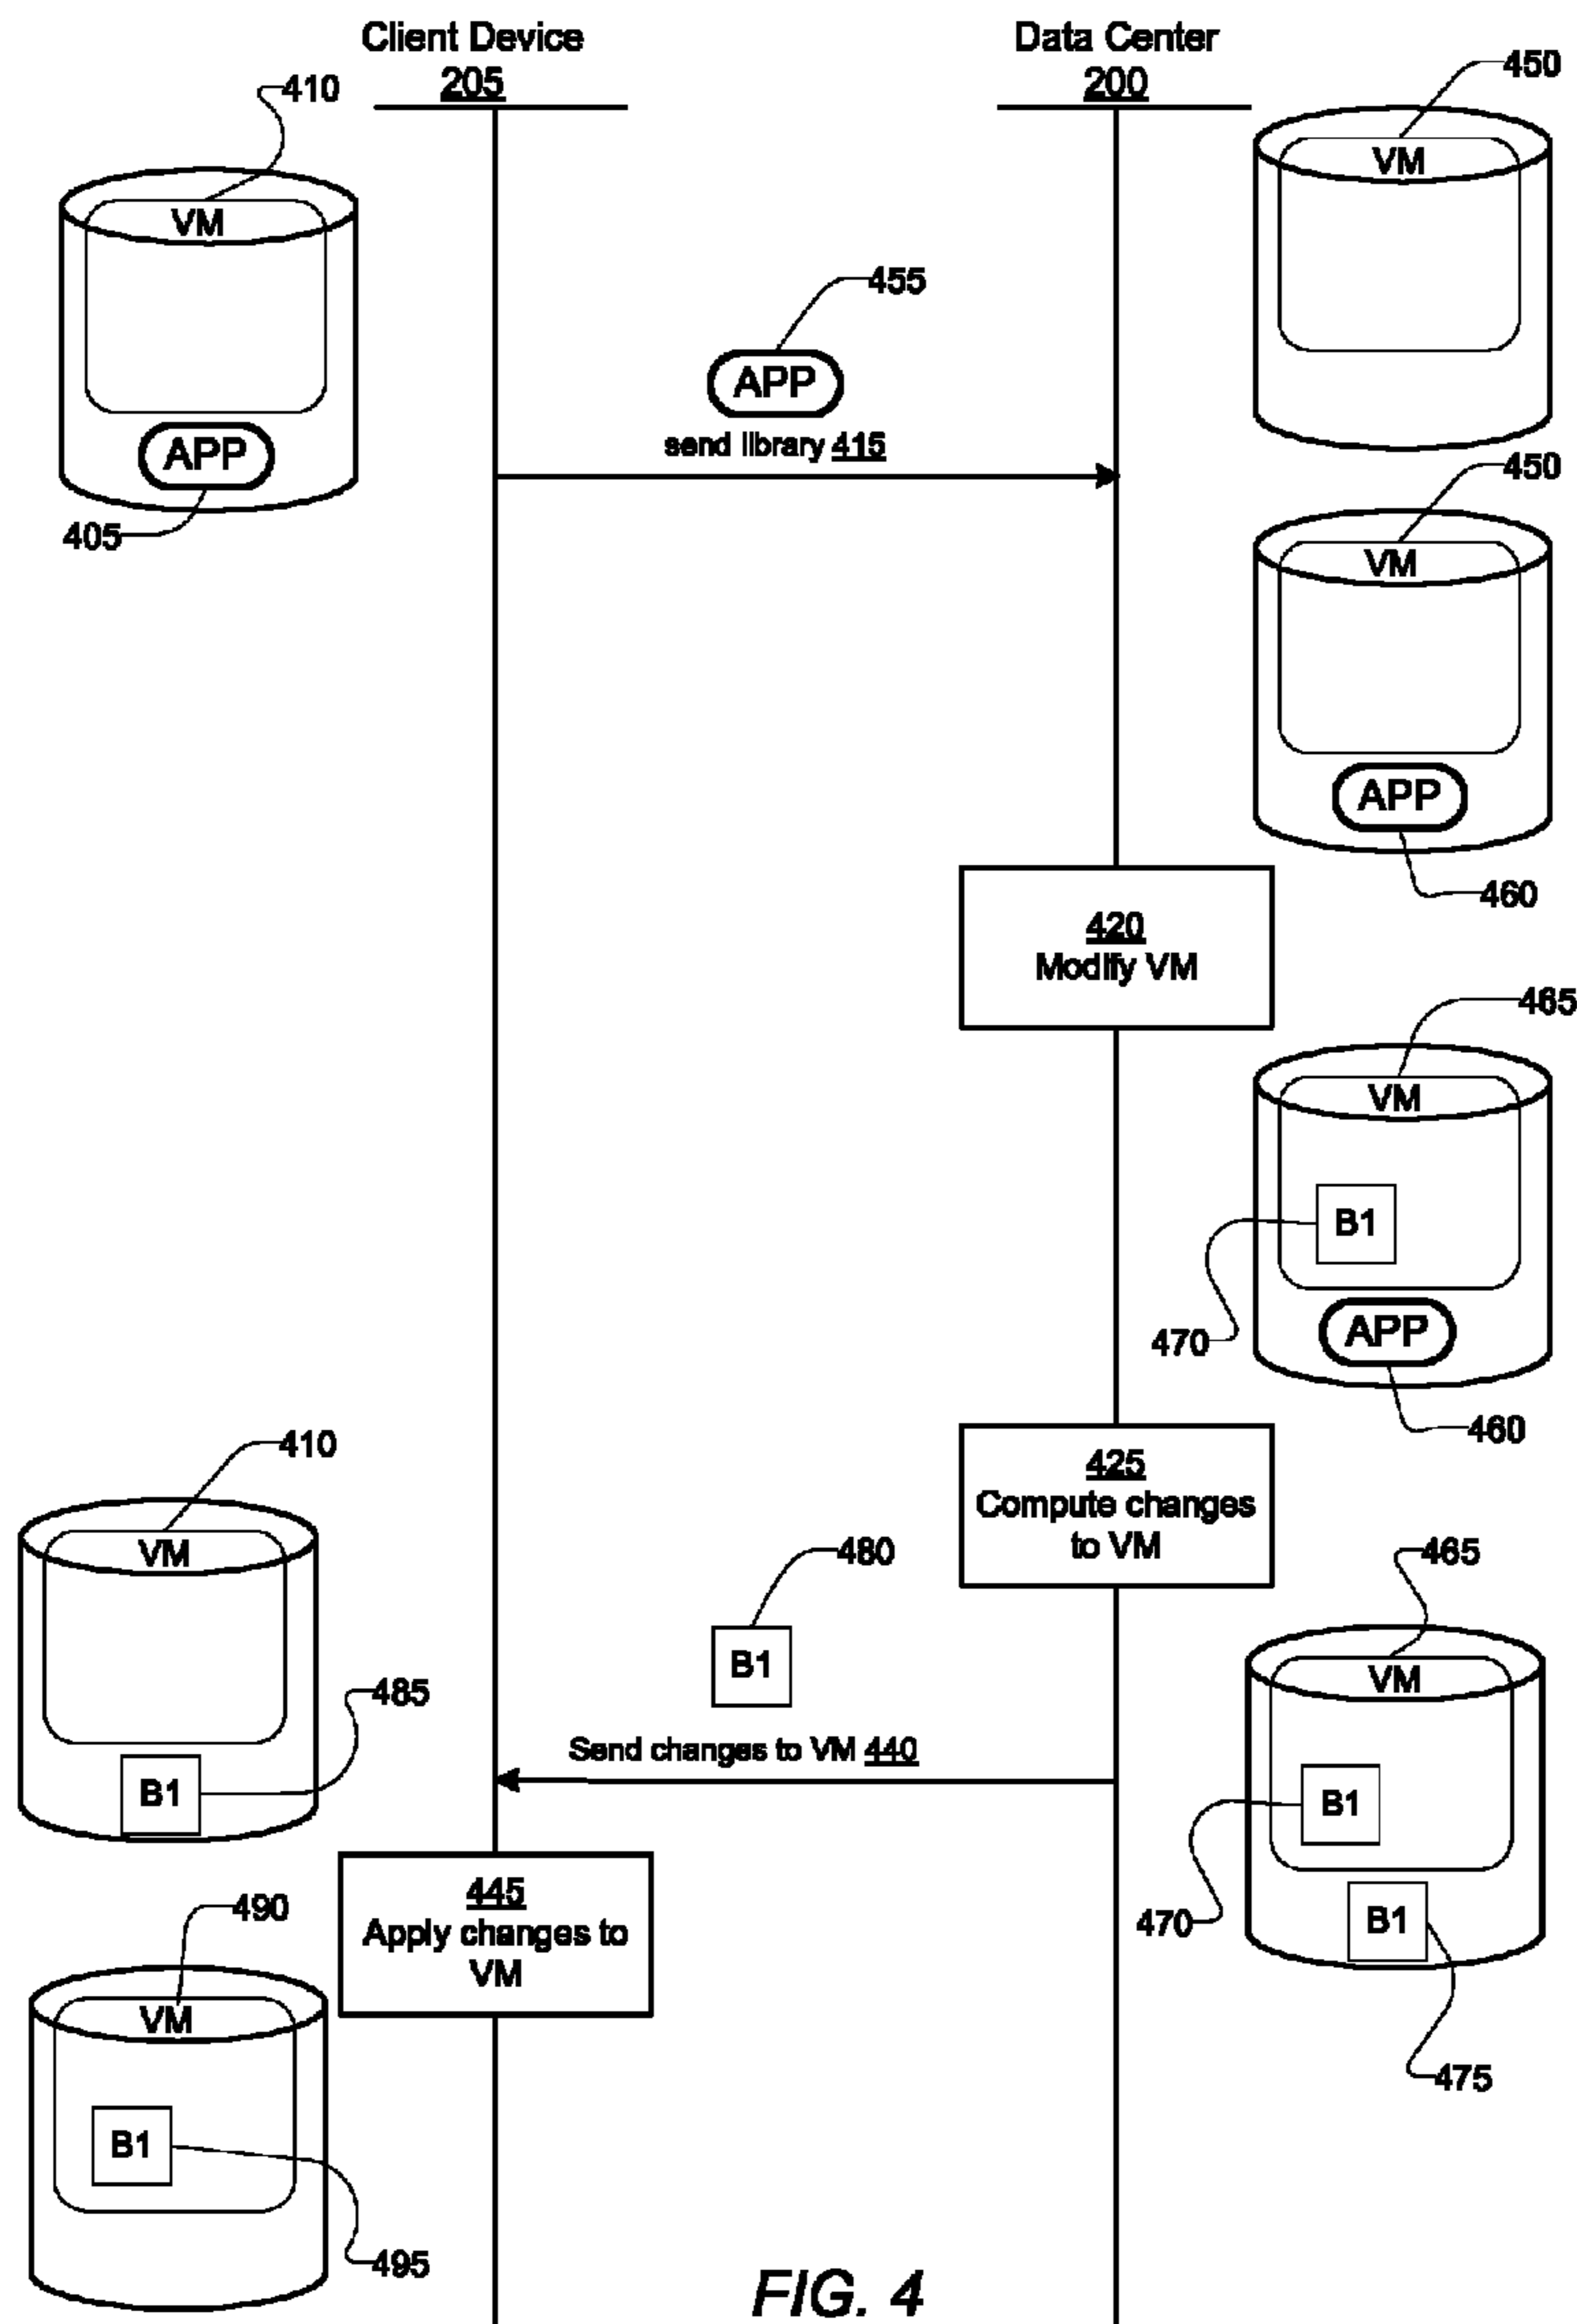 Client Device
205
Data Center
200
410
450
VM
VM
455
APP
send library 415
APP
405
450
VM
APP
460
420
Modify VM
465
VM
B1
470
APP
460
410
425
Compute changes
to VM
VM
480
465
B1
VM
485
Send changes to VM 440
B1
B1
470
445
Apply changes to
VM
490
B1
VM
475
B1
495
FIG. 4